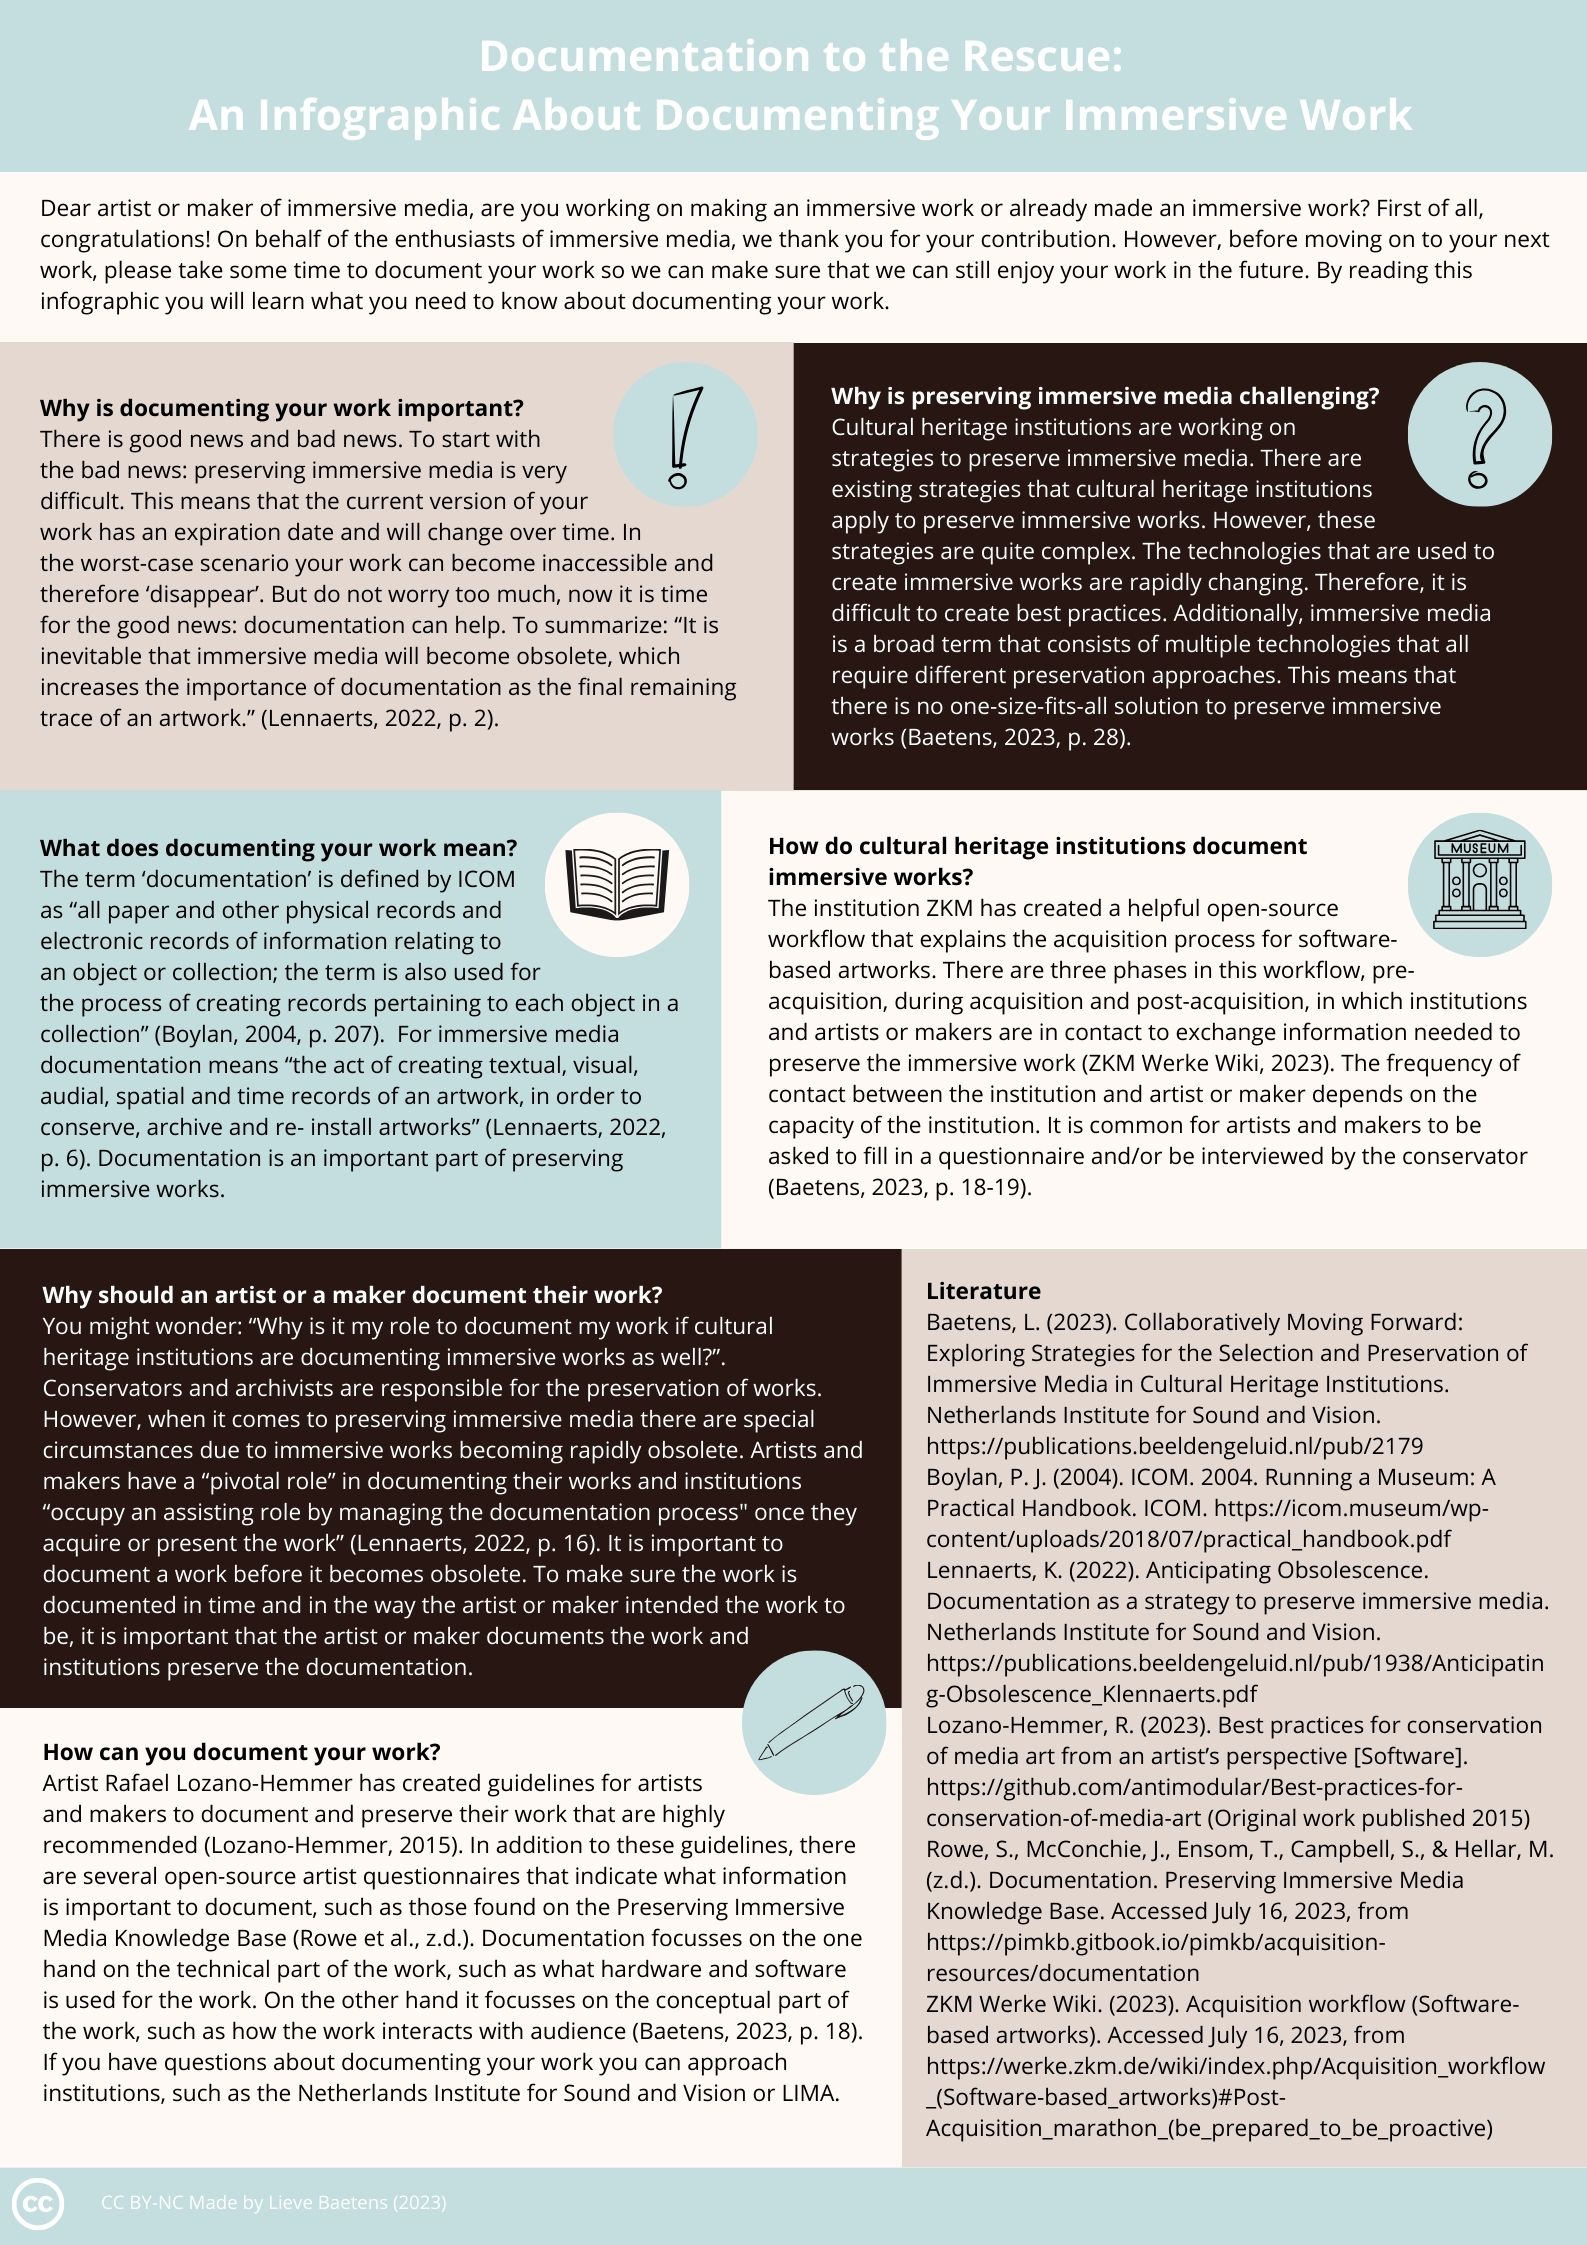 Documentation to the Rescue:
An Infographic About Documenting Your Immersive Work
Dear artist or maker of immersive media, are you working on making an immersive work or already made an immersive work? First of all,
congratulations! On behalf of the enthusiasts of immersive media, we thank you for your contribution. However, before moving on to your next
work, please take some time to document your work so we can make sure that we can still enjoy your work in the future. By reading this
infographic you will learn what you need to know about documenting your work.
Why is documenting your work important?
There is good news and bad news. To start with
the bad news: preserving immersive media is very
difficult. This means that the current version of your
work has an expiration date and will change over time. In
the worst-case scenario your work can become inaccessible and
therefore ‘disappear’. But do not worry too much, now it is time
for the good news: documentation can help. To summarize: “It is
inevitable that immersive media will become obsolete, which
increases the importance of documentation as the final remaining
trace of an artwork.” (Lennaerts, 2022, p. 2).
Why is preserving immersive media challenging?
Cultural heritage institutions are working on
strategies to preserve immersive media. There are
existing strategies that cultural heritage institutions
apply to preserve immersive works. However, these
strategies are quite complex. The technologies that are used to
create immersive works are rapidly changing. Therefore, it is
difficult to create best practices. Additionally, immersive media
is a broad term that consists of multiple technologies that all
require different preservation approaches. This means that
there is no one-size-fits-all solution to preserve immersive
works (Baetens, 2023, p. 28).
What does documenting your work mean?
The term ‘documentation’ is defined by ICOM
as “all paper and other physical records and
electronic records of information relating to
an object or collection; the term is also used for
the process of creating records pertaining to each object in a
collection” (Boylan, 2004, p. 207).  For immersive media
documentation means “the act of creating textual, visual,
audial, spatial and time records of an artwork, in order to
conserve, archive and re- install artworks” (Lennaerts, 2022,
p. 6). Documentation is an important part of preserving
immersive works.
MUSEUM
How do cultural heritage institutions document
immersive works?
The institution ZKM has created a helpful open-source
workflow that explains the acquisition process for software-
based artworks. There are three phases in this workflow, pre-
acquisition, during acquisition and post-acquisition, in which institutions
and artists or makers are in contact to exchange information needed to
preserve the immersive work (ZKM Werke Wiki, 2023). The frequency of
contact between the institution and artist or maker depends on the
capacity of the institution. It is common for artists and makers to be
asked to fill in a questionnaire and/or be interviewed by the conservator
(Baetens, 2023, p. 18-19).
Why should an artist or a maker document their work?
You might wonder: “Why is it my role to document my work if cultural
heritage institutions are documenting immersive works as well?”.
Conservators and archivists are responsible for the preservation of works.
However, when it comes to preserving immersive media there are special
circumstances due to immersive works becoming rapidly obsolete. Artists and
makers have a “pivotal role” in documenting their works and institutions
“occupy an assisting role by managing the documentation process" once they
acquire or present the work” (Lennaerts, 2022, p. 16). It is important to
document a work before it becomes obsolete. To make sure the work is
documented in time and in the way the artist or maker intended the work to
be, it is important that the artist or maker documents the work and
institutions preserve the documentation.
How can you document your work?
Artist Rafael Lozano-Hemmer has created guidelines for artists
and makers to document and preserve their work that are highly
recommended (Lozano-Hemmer, 2015). In addition to these guidelines, there
are several open-source artist questionnaires that indicate what information
is important to document, such as those found on the Preserving Immersive
Media Knowledge Base (Rowe et al., z.d.). Documentation focusses on the one
hand on the technical part of the work, such as what hardware and software
is used for the work. On the other hand it focusses on the conceptual part of
the work, such as how the work interacts with audience (Baetens, 2023, p. 18).
If you have questions about documenting your work you can approach
institutions, such as the Netherlands Institute for Sound and Vision or LIMA.
Literature
Baetens, L. (2023). Collaboratively Moving Forward:
Exploring Strategies for the Selection and Preservation of
Immersive Media in Cultural Heritage Institutions.
Netherlands Institute for Sound and Vision.
https://publications.beeldengeluid.nl/pub/2179
Boylan, P. J. (2004). ICOM. 2004. Running a Museum: A
Practical Handbook. ICOM. https://icom.museum/wp-
content/uploads/2018/07/practical_handbook.pdf
Lennaerts, K. (2022). Anticipating Obsolescence.
Documentation as a strategy to preserve immersive media.
Netherlands Institute for Sound and Vision.
https://publications.beeldengeluid.nl/pub/1938/Anticipatin
g-Obsolescence_Klennaerts.pdf
Lozano-Hemmer, R. (2023). Best practices for conservation
of media art from an artist’s perspective [Software].
https://github.com/antimodular/Best-practices-for-
conservation-of-media-art (Original work published 2015)
Rowe, S., McConchie, J., Ensom, T., Campbell, S., & Hellar, M.
(z.d.). Documentation. Preserving Immersive Media
Knowledge Base. Accessed July 16, 2023, from
https://pimkb.gitbook.io/pimkb/acquisition-
resources/documentation
ZKM Werke Wiki. (2023). Acquisition workflow (Software-
based artworks). Accessed July 16, 2023, from
https://werke.zkm.de/wiki/index.php/Acquisition_workflow
_(Software-based_artworks)#Post-
Acquisition_marathon_(be_prepared_to_be_proactive)
CC
CC BY-NC Made by Lieve Baetens (2023)